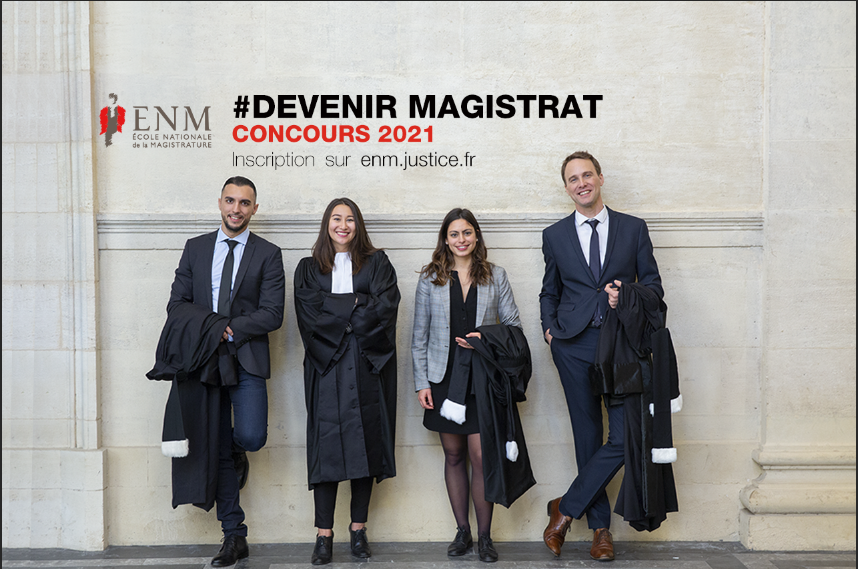 ENM
ÉCOLE NATIONALE
de la MAGISTRATURE
#DEVENIR MAGISTRAT
CONCOURS 2021
Inscription sur enm.justice.fr